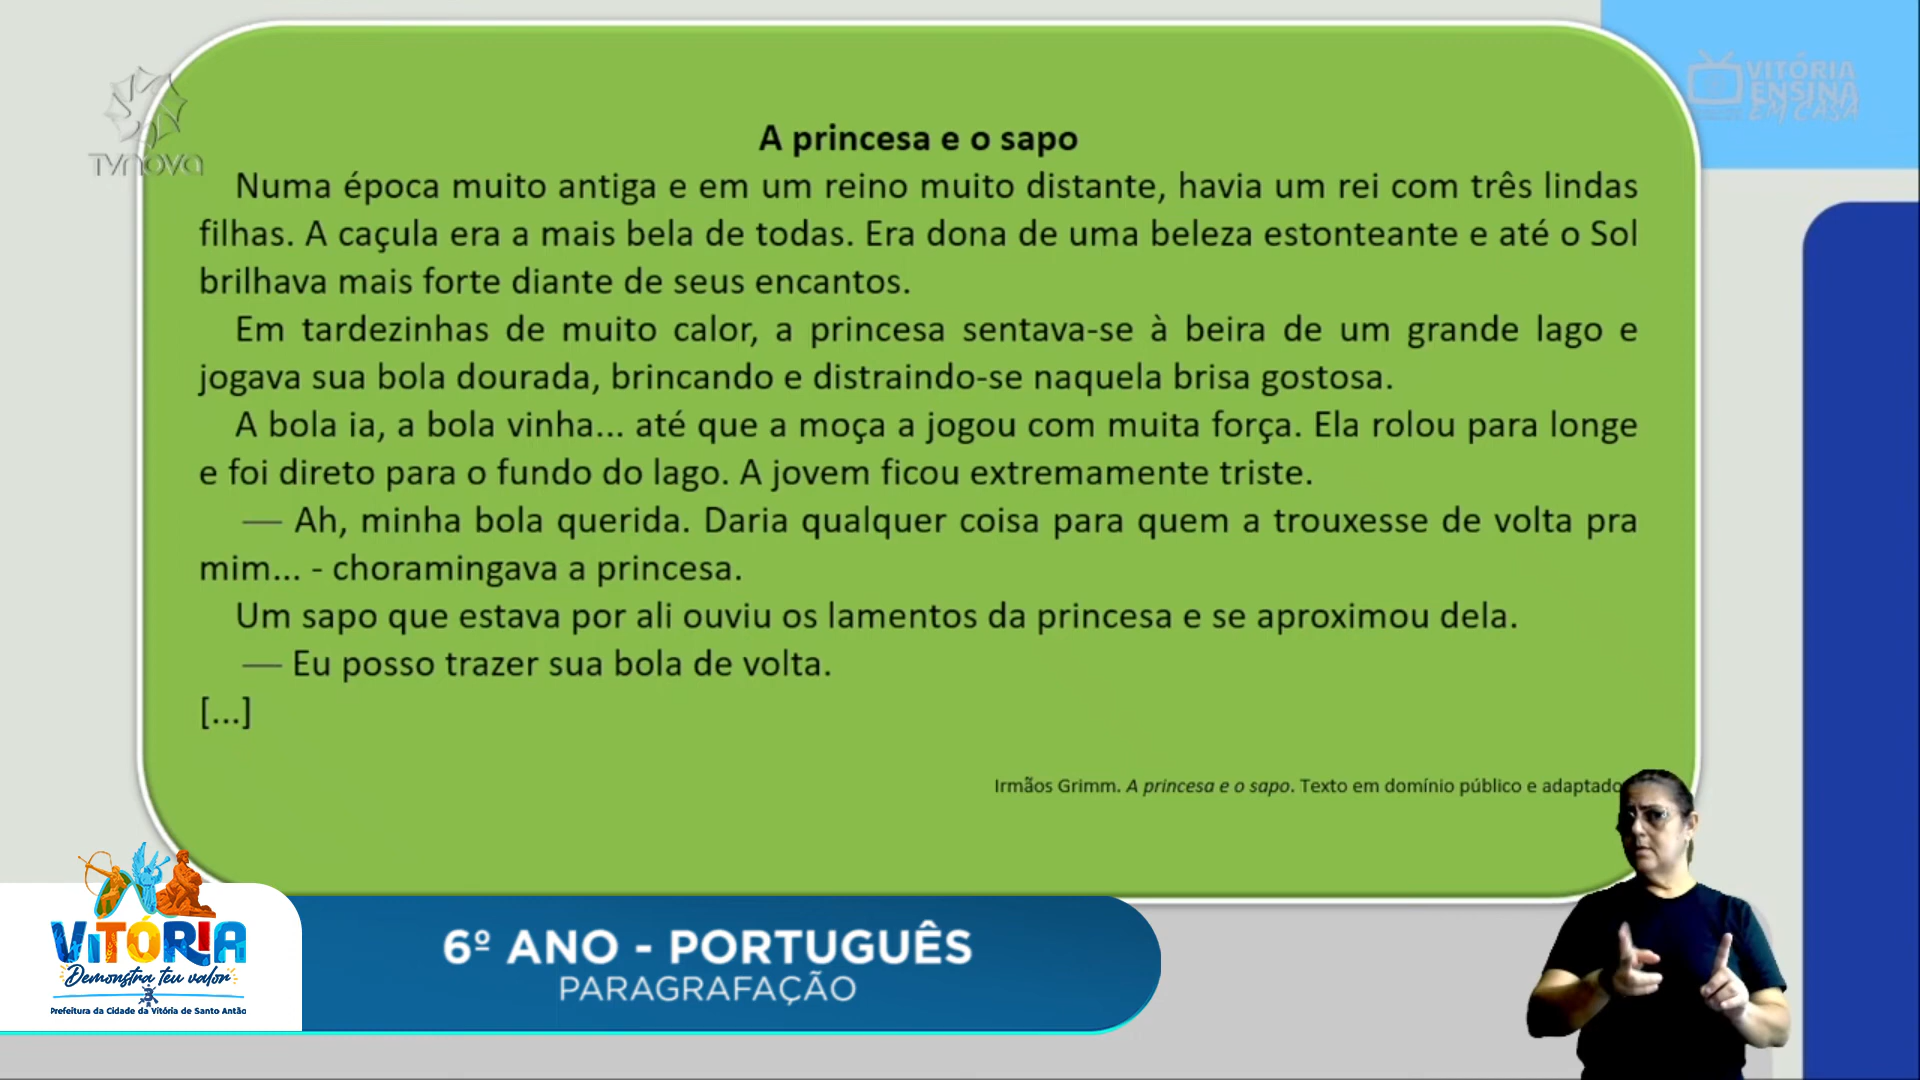 TVNOVA
VITÓRIA
ENSINA
EM CASA
A princesa e o sapo
Numa época muito antiga e em um reino muito distante, havia um rei com três lindas
filhas. A caçula era a mais bela de todas. Era dona de uma beleza estonteante e até o Sol
brilhava mais forte diante de seus encantos.
Em tardezinhas de muito calor, a princesa sentava-se à beira de um grande lago e
jogava sua bola dourada, brincando e distraindo-se naquela brisa gostosa.
A bola ia, a bola vinha... até que a moça a jogou com muita força. Ela rolou para longe
e foi direto para o fundo do lago. A jovem ficou extremamente triste.
— Ah, minha bola querida. Daria qualquer coisa para quem a trouxesse de volta pra
mim... - choramingava a princesa.
Um sapo que estava por ali ouviu os lamentos da princesa e se aproximou dela.
— Eu posso trazer sua bola de volta.
[...]
Irmãos Grimm. A princesa e o sapo. Texto em domínio público e adaptado
VITÓRIA
Demonstra teu valor
Prefeitura da Cidade da Vitória de Santo Antão
6º ANO - PORTUGUÊS
PARAGRAFAÇÃO